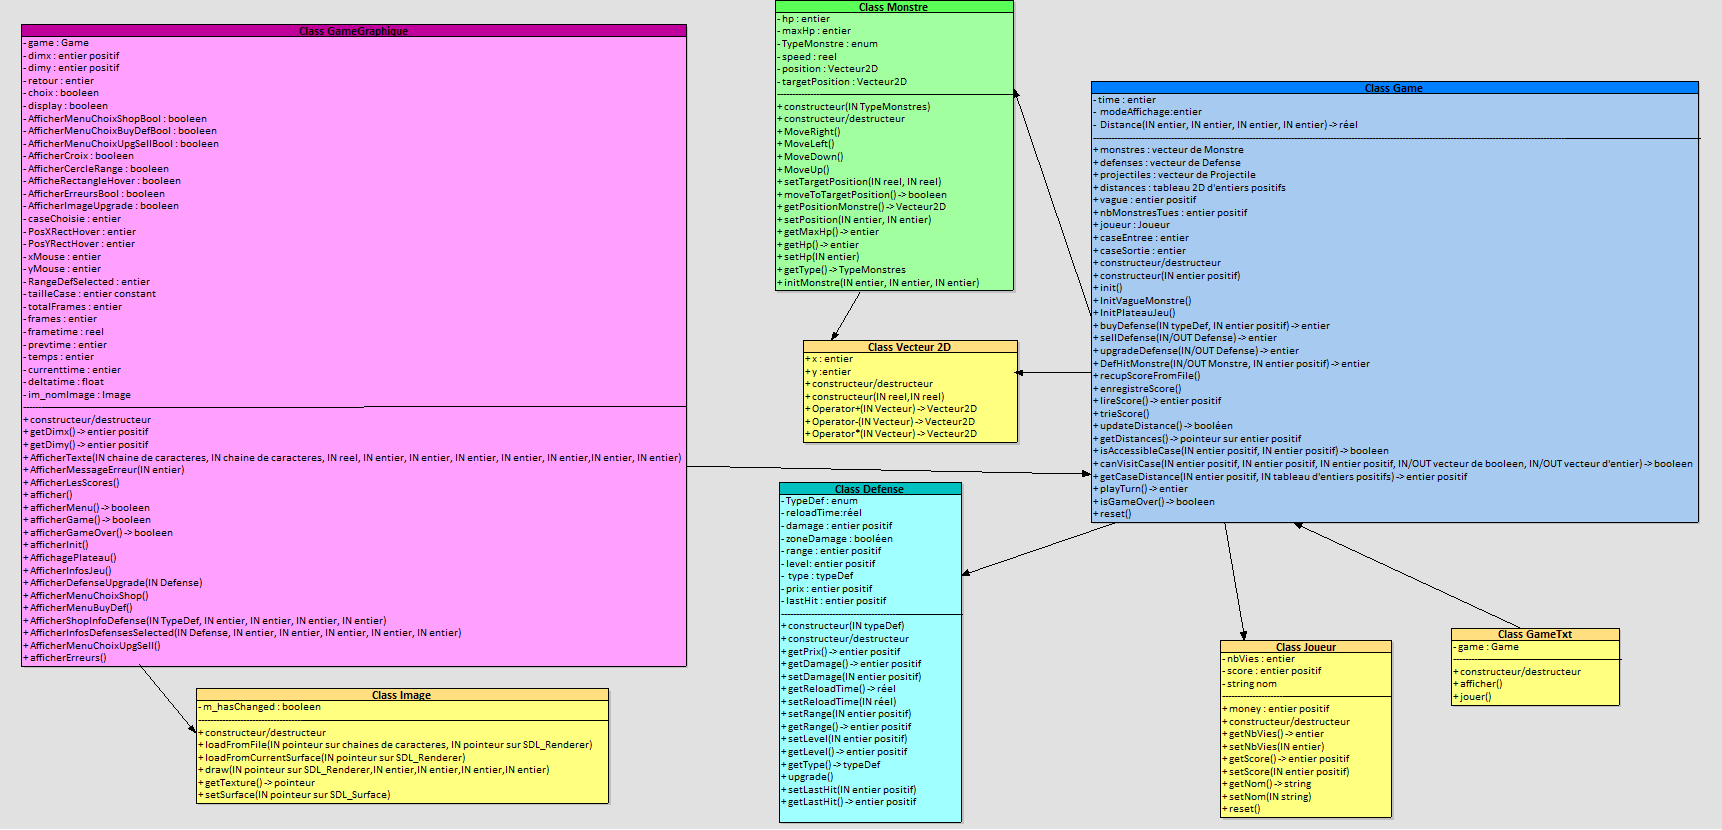 Class GameGraphique
- game : Game
- dimx : entier positif
- dimy : entier positif
- retour : entier
- choix : booleen
- display : booleen
- AfficherMenuChoixShopBool : booleen
- AfficherMenuChoixBuyDefBool : booleen
- AfficherMenuChoixUpgSellBool : booleen
- AfficherCroix : booleen
- AfficherCercleRange : booleen
- AfficheRectangleHover : booleen
- AfficherErreursBool : booleen
- AfficherImageUpgrade : booleen
- caseChoisie : entier
- PosXRectHover : entier
- PosYRectHover : entier
- xMouse : entier
- yMouse : entier
- RangeDefSelected : entier
- tailleCase : entier constant
- totalFrames : entier
- frames : entier
- frametime : reel
- prevtime : entier
- temps : entier
- currenttime : entier
- deltatime : float
- im_nomImage : Image
+ constructeur/destructeur
+ getDimx() -> entier positif
+ getDimy() -> entier positif
+ AfficherTexte(IN chaine de caracteres, IN chaine de caracteres, IN reel, IN entier, IN entier, IN entier, IN entier, IN entier,IN entier, IN entier)
+ AfficherMessageErreur(IN entier)
+ AfficherLesScores()
+ afficher()
+ afficherMenu() -> booleen
+ afficherGame() -> booleen
+ afficherGameOver() -> booleen
+ afficherInit()
+ AffichagePlateau()
+ AfficherInfosJeu()
+ AfficherDefenseUpgrade(IN Defense)
+ AfficherMenuChoixShop()
+ AfficherMenuBuyDef()
+ AfficherShopInfoDefense(IN TypeDef, IN entier, IN entier, IN entier, IN entier)
+ AfficherInfosDefensesSelected(IN Defense, IN entier, IN entier, IN entier, IN entier, IN entier)
+ AfficherMenuChoixUpgSell()
+ afficherErreurs()
Class Image
- m_hasChanged : booleen
+ constructeur/destructeur
+ loadFromFile(IN pointeur sur chaines de caracteres, IN pointeur sur SDL_Renderer)
+ loadFromCurrentSurface(IN pointeur sur SDL_Renderer)
+ draw(IN pointeur sur SDL_Renderer,IN entier,IN entier,IN entier,IN entier)
+ getTexture() -> pointeur
+ setSurface(IN pointeur sur SDL_Surface)
Class Monstre
- hp : entier
- maxHp : entier
- TypeMonstre : enum
- speed : reel
- position : Vecteur2D
- targetPosition : Vecteur2D
+ constructeur(IN TypeMonstres)
+ constructeur/destructeur
+ MoveRight()
+ MoveLeft()
+ MoveDown()
+ MoveUp()
+ setTargetPosition(IN reel, IN reel)
+ moveToTargetPosition() -> booleen
+ getPositionMonstre() -> Vecteur2D
+ setPosition(IN entier, IN entier)
+ getMaxHp() -> entier
+ getHp() -> entier
+ setHp(IN entier)
+ getType() -> TypeMonstres
+ initMonstre(IN entier, IN entier, IN entier)
Class Vecteur 2D
+ x : entier
+ y :entier
+ constructeur/destructeur
+ constructeur(IN reel,IN reel)
+ Operator+(IN Vecteur) -> Vecteur2D
+ Operator-(IN Vecteur) -> Vecteur2D
+ Operator*(IN Vecteur) -> Vecteur2D
Class Defense
- TypeDef : enum
- reloadTime:réel
- damage : entier positif
- zoneDamage : booléen
- range : entier positif
- level: entier positif
- type : typeDef
- prix : entier positif
- lastHit : entier positif
+ constructeur(IN typeDef)
+ constructeur/destructeur
+ getPrix() -> entier positif
+ getDamage() -> entier positif
+ setDamage(IN entier positif)
+ getReloadTime() -> réel
+ setReloadTime(IN réel)
+ setRange(IN entier positif)
+ getRange() -> entier positif
+ setLevel(IN entier positif)
+ getLevel() -> entier positif
+ getType() -> typeDef
+ upgrade()
+ setLastHit(IN entier positif)
+ getLastHit() -> entier positif
Class Game
- time : entier
- modeAffichage:entier
- Distance(IN entier, IN entier, IN entier, IN entier) -> réel
+ monstres : vecteur de Monstre
+ defenses : vecteur de Defense
+ projectiles : vecteur de Projectile
+ distances : tableau 2D d'entiers positifs
+ vague : entier positif
+ nbMonstresTues : entier positif
+ joueur : Joueur
+ caseEntree : entier
+ caseSortie : entier
+ constructeur/destructeur
+ constructeur(IN entier positif)
+ init()
+ InitVagueMonstre()
+ InitPlateauJeu()
+ buyDefense(IN typeDef, IN entier positif) -> entier
+ sellDefense(IN/OUT Defense) -> entier
+ upgradeDefense(IN/OUT Defense) -> entier
+ DefHitMonstre(IN/OUT Monstre, IN entier positif) -> entier
+ recupScoreFromFile()
+ enregistreScore()
+ lireScore() -> entier positif
+ trieScore()
+ updateDistance() -> booléen
+ getDistances() -> pointeur sur entier positif
+ isAccessibleCase(IN entier positif, IN entier positif) -> booleen
+ canVisitCase(IN entier positif, IN entier positif, IN entier positif, IN/OUT vecteur de booleen, IN/OUT vecteur d'entier) -> booleen
+ getCaseDistance(IN entier positif, IN tableau d'entiers positifs) -> entier positif
+ playTurn() -> entier
+ isGameOver() -> booleen
+ reset()
Class Joueur
- nbVies : entier
- score : entier positif
- string nom
+ money : entier positif
+ constructeur/destructeur
+ getNbVies() -> entier
+ setNbVies(IN entier)
+ getScore() -> entier positif
+ setScore(IN entier positif)
+ getNom() -> string
+ setNom(IN string)
+ reset()
Class GameTxt
- game : Game
+ constructeur/destructeur
+ afficher()
+ jouer()